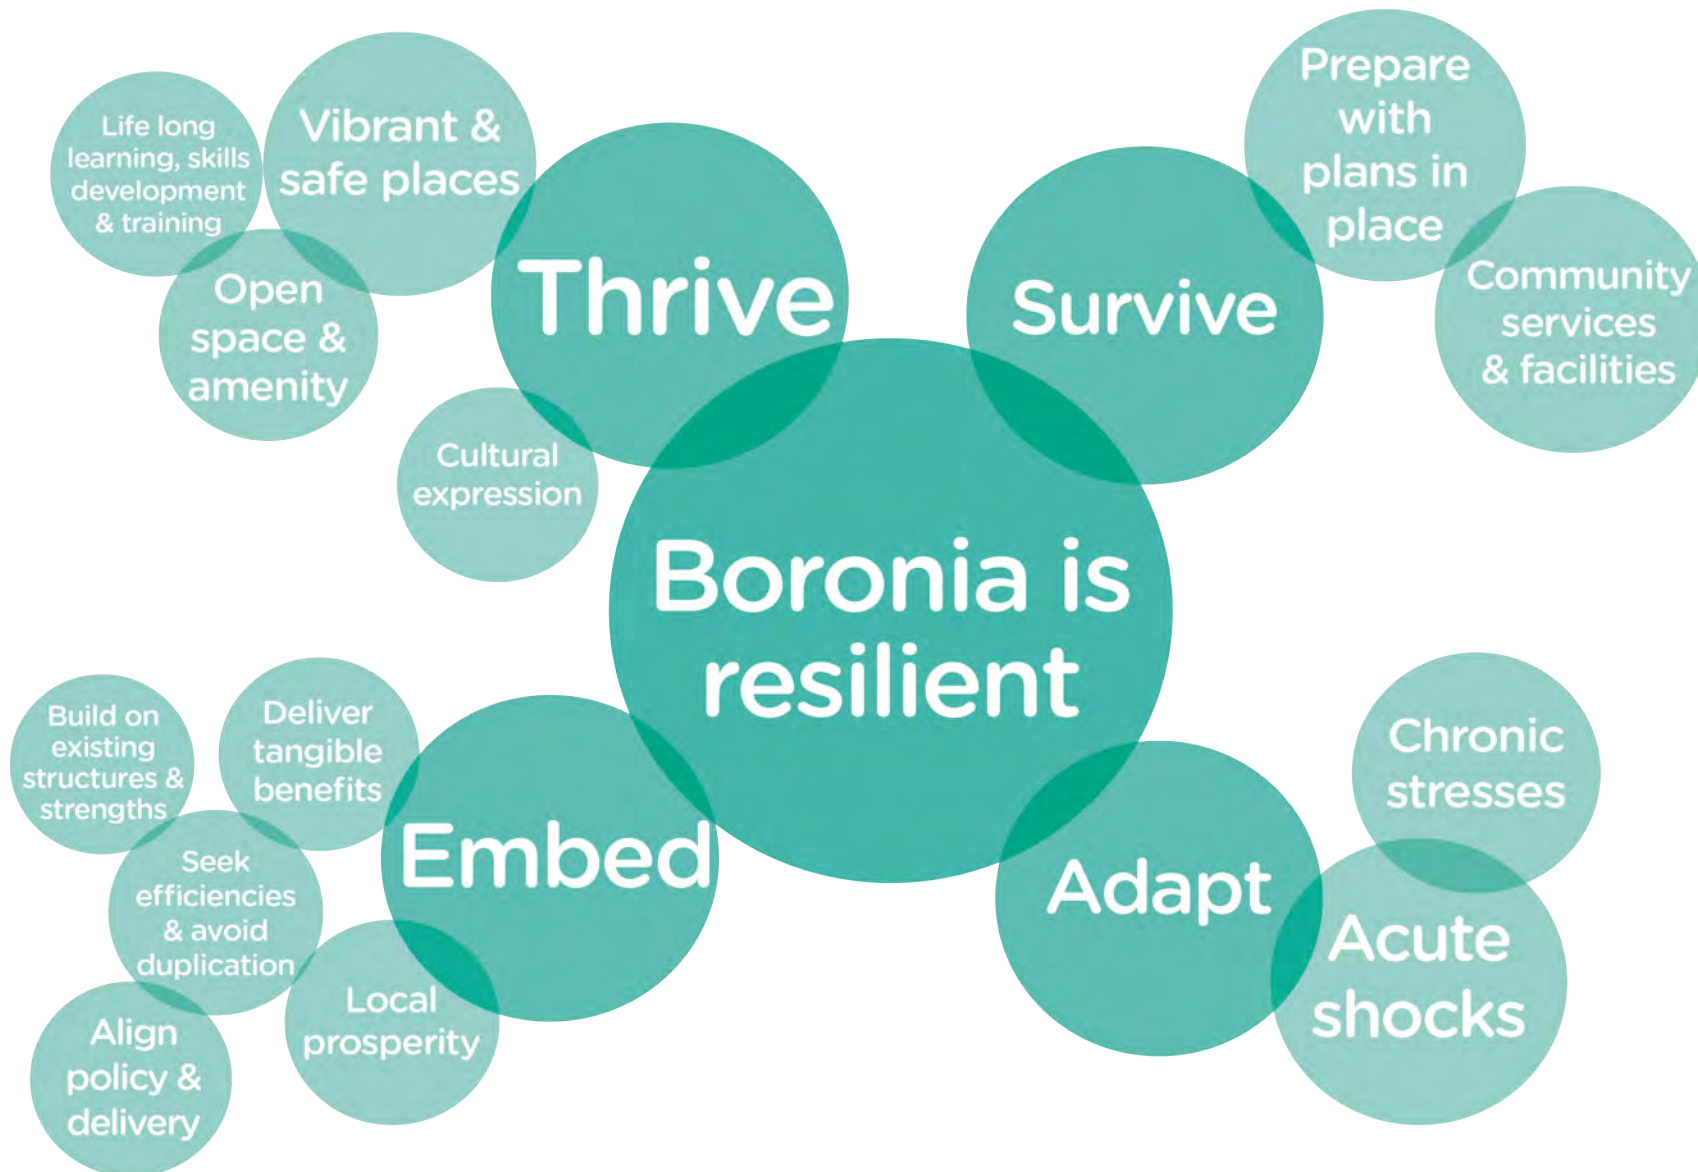 Life long
learning, skills
development
& training
Vibrant &
safe places
Open
space &
amenity
Thrive
Cultural
expression
Survive
Prepare
with
plans in
place
Community
services
& facilities
Boronia is
resilient
Build on
existing
structures &
strengths
Deliver
tangible
benefits
Seek
efficiencies
& avoid
duplication
Align
policy &
delivery
Local
prosperity
Embed
Adapt
Chronic
stresses
Acute
shocks